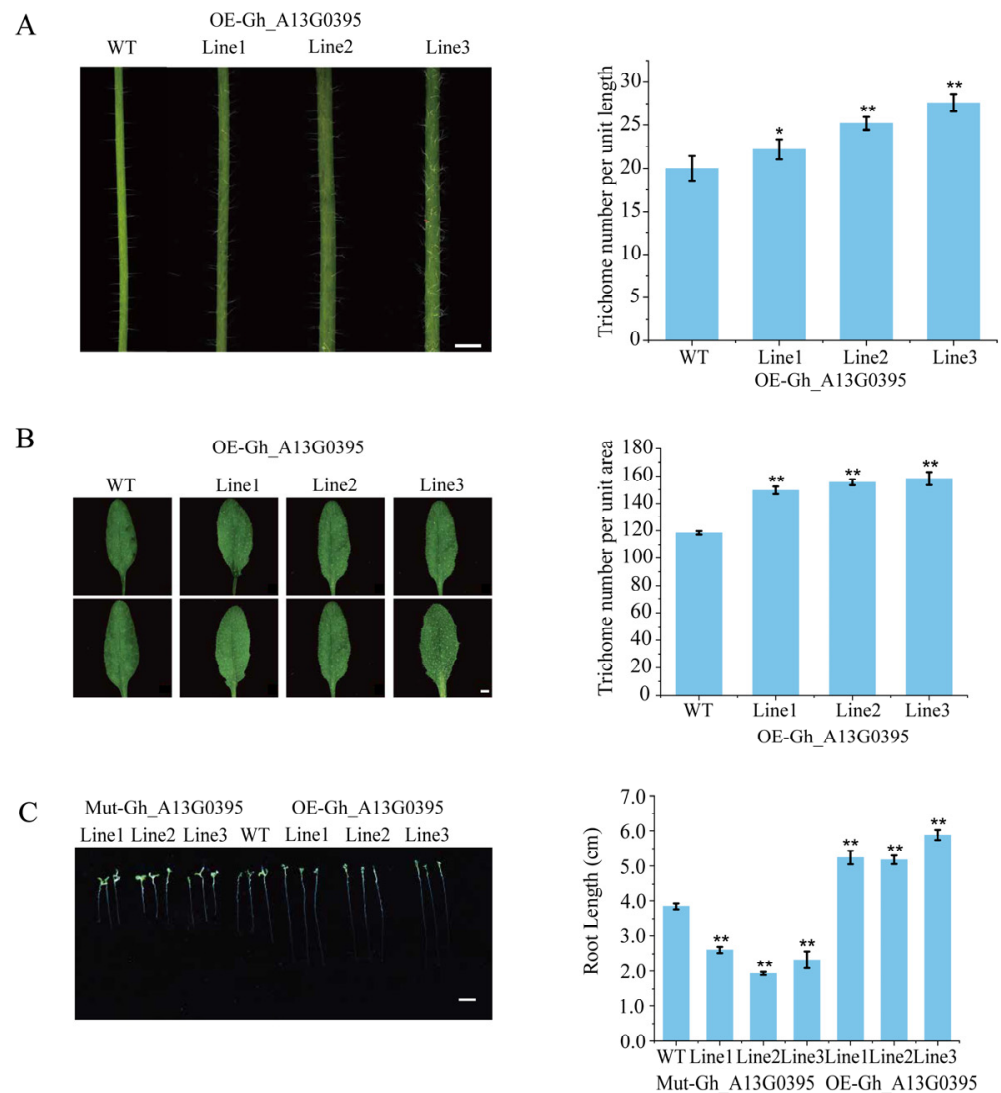 A
OE-Gh_A13G0395
WT Line1 Line2 Line3
Trichome number per unit length
30
25
20
15
10
5
0
* ** **
WT Line1 Line2 Line3
OE-Gh_A13G0395
B
OE-Gh_A13G0395
WT Line1 Line2 Line3
Trichome number per unit area
180
160
140
120
100
80
60
40
20
0
** ** **
WT Line1 Line2 Line3
OE-Gh_A13G0395
C
Mut-Gh_A13G0395 OE-Gh_A13G0395
Line1 Line2 Line3 WT Line1 Line2 Line3
Root Length (cm)
7.0
6.0
5.0
4.0
3.0
2.0
1.0
0.0
** ** ** ** ** **
WT Line1 Line2 Line3 Line1 Line2 Line3
Mut-Gh_A13G0395 OE-Gh_A13G0395